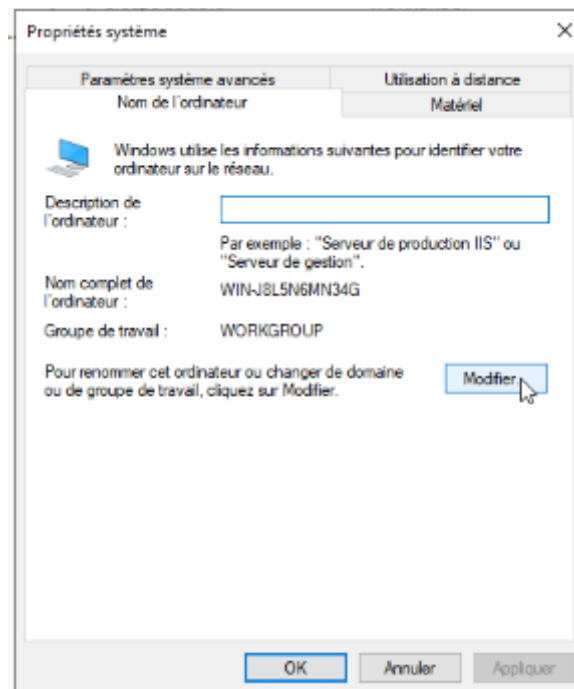 Propriétés système
Paramètres système avancés
Utilisation à distance
Nom de l'ordinateur
Matériel
Windows utilise les informations suivantes pour identifier votre
ordinateur sur le réseau.
Description de
l'ordinateur :
Par exemple : "Serveur de production IIS" ou
"Serveur de gestion".
Nom complet de
l'ordinateur :
WIN-J8L5N6MN34G
Groupe de travail :
WORKGROUP
Pour renommer cet ordinateur ou changer de domaine
ou de groupe de travail, cliquez sur Modifier.
Modifier...
OK
Annuler
Appliquer